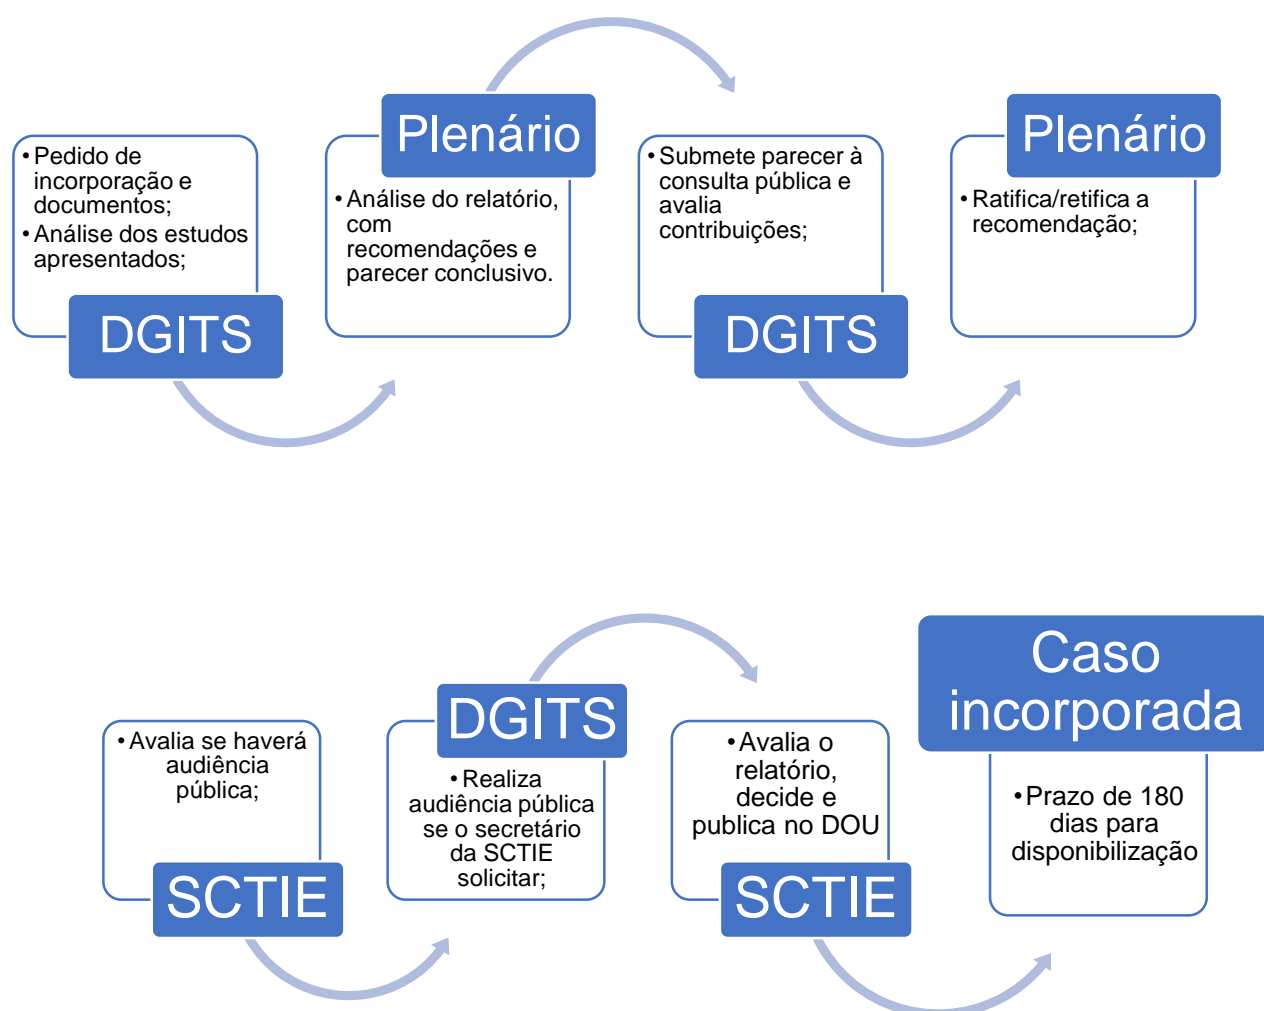 • Pedido de
incorporação e
documentos;
• Análise dos estudos
apresentados;
DGITS
Plenário
• Análise do relatório,
com
recomendações e
parecer conclusivo.
• Submete parecer à
consulta pública e
avalia
contribuições;
DGITS
Plenário
• Ratifica/retifica a
recomendação;
• Avalia se haverá
audiência
pública;
SCTIE
DGITS
• Realiza
audiência pública
se o secretário
da SCTIE
solicitar;
• Avalia o
relatório,
decide e
publica no DOU
SCTIE
Caso
incorporada
• Prazo de 180
dias para
disponibilização